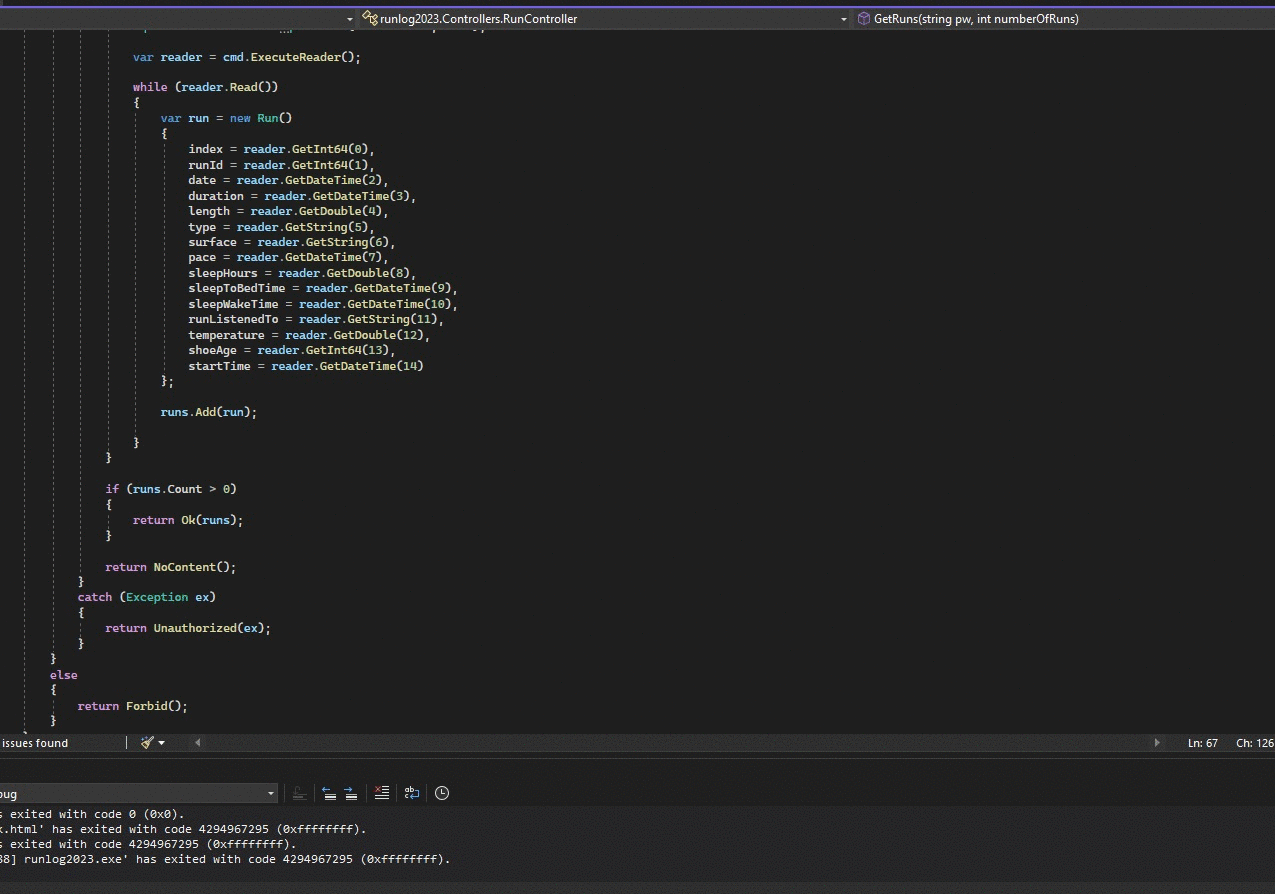 runlog2023.Controllers.RunController
GetRuns(string pw, int numberOfRuns)
var reader = cmd.ExecuteReader();
while (reader.Read())
{
var run = new Run()
{
index = reader.GetInt64(0),
runId = reader.GetInt64(1),
date = reader.GetDateTime(2),
duration = reader.GetDateTime(3),
length = reader.GetDouble(4),
type = reader.GetString(5),
surface = reader.GetString(6),
pace = reader.GetDateTime(7),
sleepHours = reader.GetDouble(8),
sleepToBedTime = reader.GetDateTime(9),
sleepWakeTime = reader.GetDateTime(10),
runListenedTo = reader.GetString(11),
temperature = reader.GetDouble(12),
shoeAge = reader.GetInt64(13),
startTime = reader.GetDateTime(14)
};
runs.Add(run);
}
}
if (runs.Count > 0)
{
return Ok(runs);
}
return NoContent();
}
catch (Exception ex)
{
return Unauthorized(ex);
}
}
else
{
return Forbid();
}
issues found
Ln: 67 Ch: 126
bug
s exited with code 0 (0x0).
x.html' has exited with code 4294967295 (0xffffffff).
s exited with code 4294967295 (0xffffffff).
38] runlog2023.exe' has exited with code 4294967295 (0xffffffff).